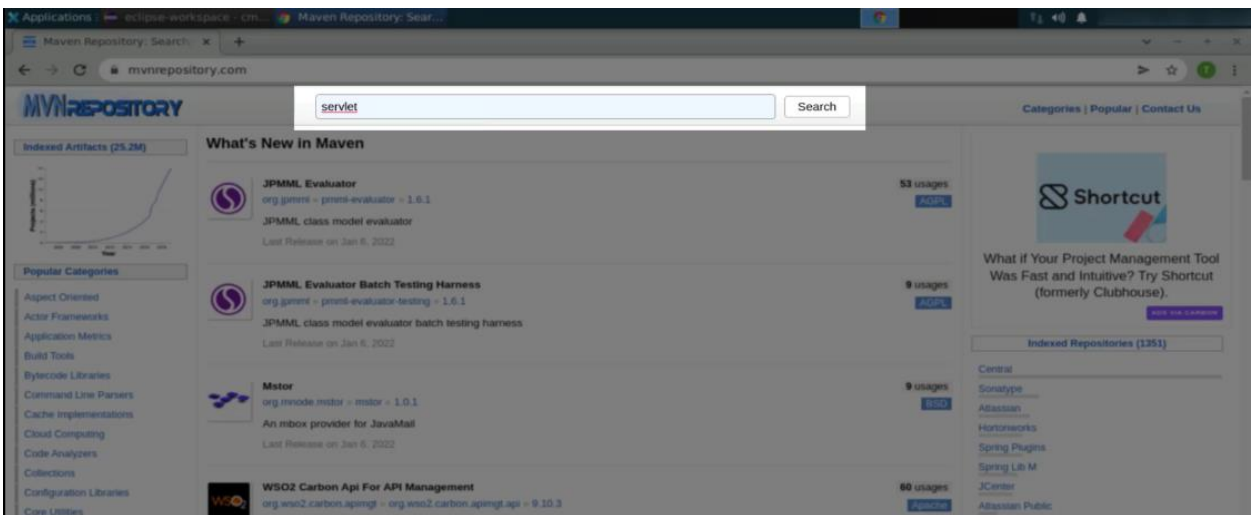 Applications eclipse-workspace - cm... Maven Repository: Sear...
Maven Repository: Search
mvnrepository.com
T
MVNREPOSITORY
servlet
Search
Categories | Popular | Contact Us
Indexed Artifacts (25.2M)
Projects (millions)
Year
Popular Categories
Aspect Oriented
Actor Frameworks
Application Metrics
Build Tools
Bytecode Libraries
Command Line Parsers
Cache Implementations
Cloud Computing
Code Analyzers
Collections
Configuration Libraries
Core Utilities
What's New in Maven
JPMML Evaluator
53 usages
org.jpmml » pmml-evaluator » 1.6.1
AGPL
JPMML class model evaluator
Last Release on Jan 6, 2022
JPMML Evaluator Batch Testing Harness
9 usages
org.jpmml » pmml-evaluator-testing » 1.6.1
AGPL
JPMML class model evaluator batch testing harness
Last Release on Jan 6, 2022
Mstor
9 usages
org.mnode.mstor » mstor » 1.0.1
BSD
An mbox provider for JavaMail
Last Release on Jan 6, 2022
WSO2
WSO2 Carbon Api For API Management
60 usages
org.wso2.carbon.apimgt » org.wso2.carbon.apimgt.api » 9.10.3
Apache
Shortcut
What if Your Project Management Tool
Was Fast and Intuitive? Try Shortcut
(formerly Clubhouse).
ADS VIA CARBON
Indexed Repositories (1351)
Central
Sonatype
Atlassian
Hortonworks
Spring Plugins
Spring Lib M
JCenter
Atlassian Public